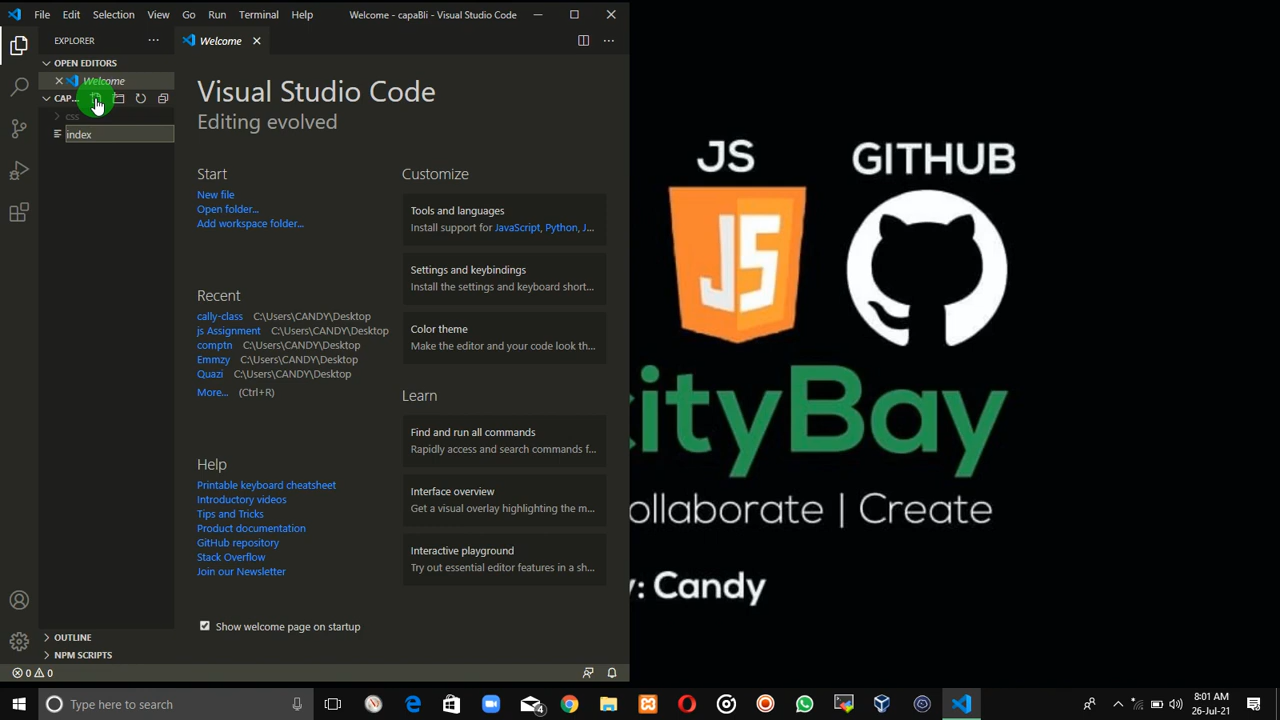 File Edit Selection View Go Run Terminal Help Welcome - capaBli - Visual Studio Code
EXPLORER
Welcome
OPEN EDITORS
Welcome
CAP...
css
index
Visual Studio Code
Editing evolved
Start
New file
Open folder...
Add workspace folder...
Recent
cally-class C:\Users\CANDY\Desktop
js Assignment C:\Users\CANDY\Desktop
comptn C:\Users\CANDY\Desktop
Emmzy C:\Users\CANDY\Desktop
Quazi C:\Users\CANDY\Desktop
More... (Ctrl+R)
Help
Printable keyboard cheatsheet
Introductory videos
Tips and Tricks
Product documentation
GitHub repository
Stack Overflow
Join our Newsletter
Show welcome page on startup
Customize
Tools and languages
Install support for JavaScript, Python, J...
Settings and keybindings
Install the settings and keyboard short...
Color theme
Make the editor and your code look th...
Learn
Find and run all commands
Rapidly access and search commands f...
Interface overview
Get a visual overlay highlighting the m...
Interactive playground
Try out essential editor features in a sh...
OUTLINE
NPM SCRIPTS
0 0
JS GITHUB
JS
ityBay
ollaborate | Create
y: Candy
Type here to search
4
8:01 AM
26-Jul-21